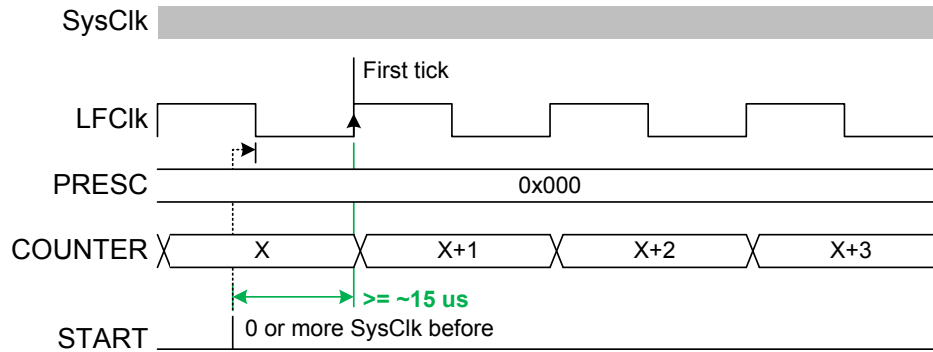 SysClk
First tick
LFClk
PRESC
0x000
COUNTER
X
X+1
X+2
X+3
>= ~15 us
0 or more SysClk before
START